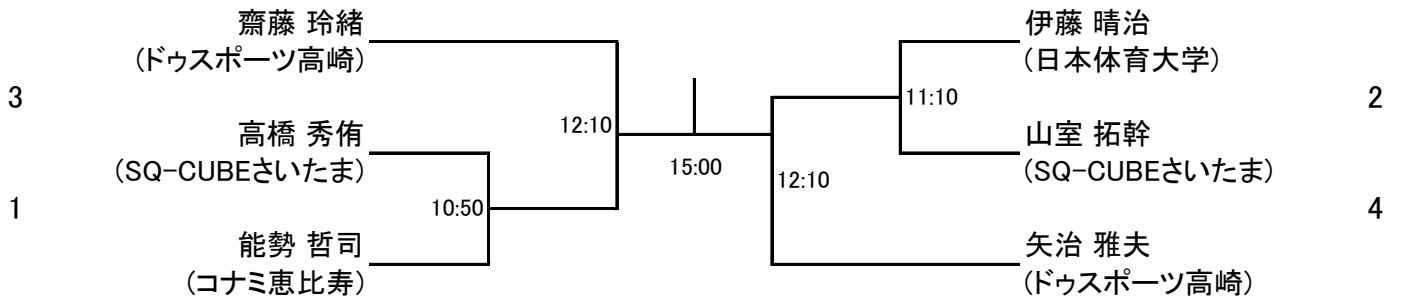 齋藤 玲緒
(ドゥスポーツ高崎)
3
高橋 秀侑
(SQ-CUBEさいたま)
1
能勢 哲司
(コナミ恵比寿)
12:10
10:50
15:00
伊藤 晴治
(日本体育大学)
11:10
2
山室 拓幹
(SQ-CUBEさいたま)
12:10
4
矢治 雅夫
(ドゥスポーツ高崎)